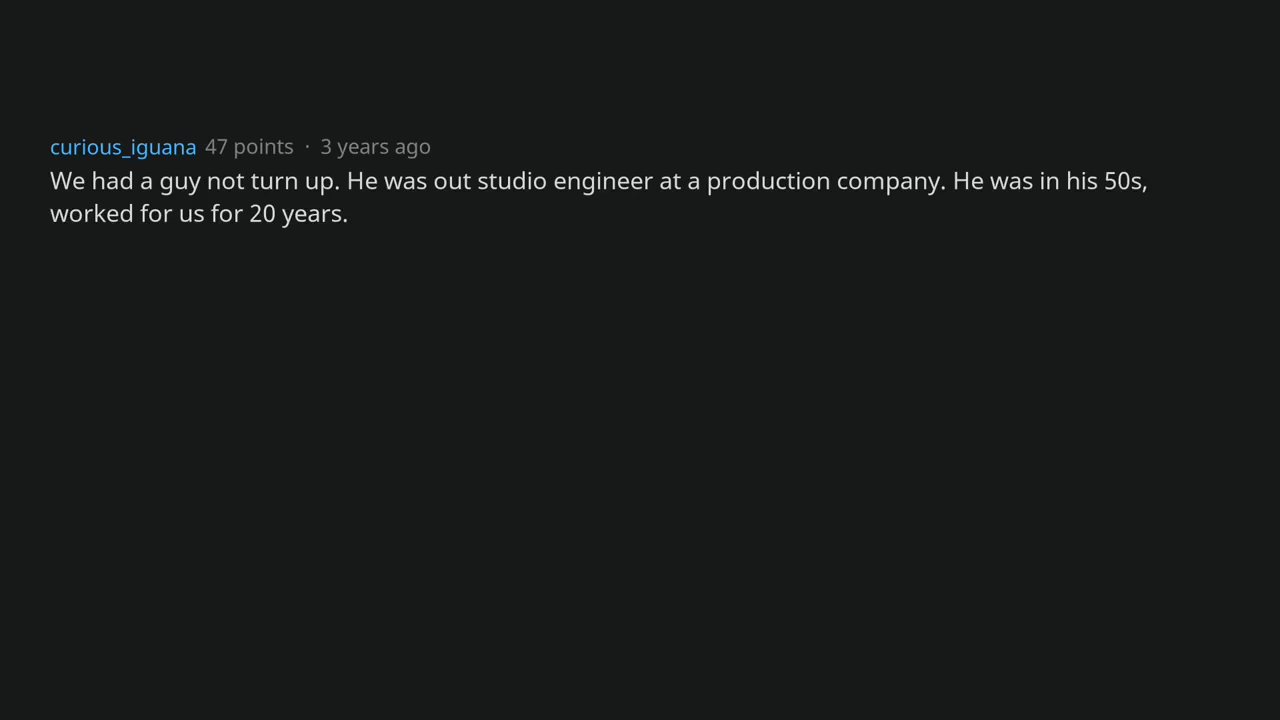 curious_iguana 47 points · 3 years ago
We had a guy not turn up. He was out studio engineer at a production company. He was in his 50s,
worked for us for 20 years.